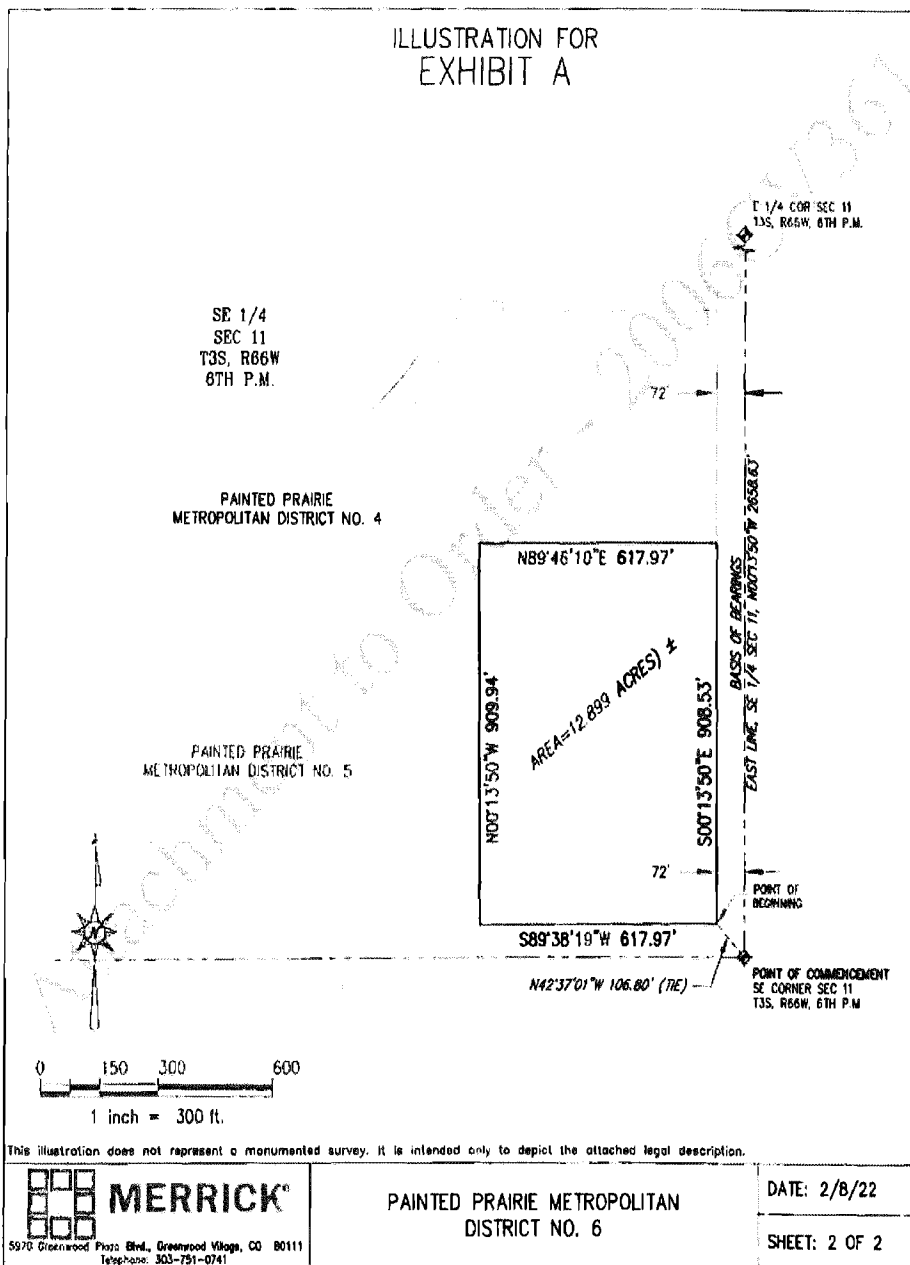 ILLUSTRATION FOR
EXHIBIT A
E 1/4 COR SEC 11
T3S, R66W, 6TH P.M.
SE 1/4
SEC 11
T3S, R66W
6TH P.M.
72'
PAINTED PRAIRIE
METROPOLITAN DISTRICT NO. 4
N89°46'10"E 617.97'
BASIS OF BEARINGS
EAST LINE, SE 1/4 SEC 11, N00°13'50"W 2658.63'
AREA=12.899 ACRES) ±
N00°13'50"W 909.94'
S00°13'50"E 908.53'
PAINTED PRAIRIE
METROPOLITAN DISTRICT NO. 5
72'
POINT OF
BEGINNING
S89°38'19"W 617.97'
N42°37'01"W 106.80' (TIE)
POINT OF COMMENCEMENT
SE CORNER SEC 11
T3S, R66W, 6TH P.M
N
0 150 300 600
1 inch = 300 ft.
This illustration does not represent a monumented survey. It is intended only to depict the attached legal description.
MERRICK®
5970 Greenwood Plaza Blvd., Greenwood Village, CO 80111
Telephone: 303-751-0741
PAINTED PRAIRIE METROPOLITAN
DISTRICT NO. 6
DATE: 2/8/22
SHEET: 2 OF 2
Attachment to Order - 2006CV361